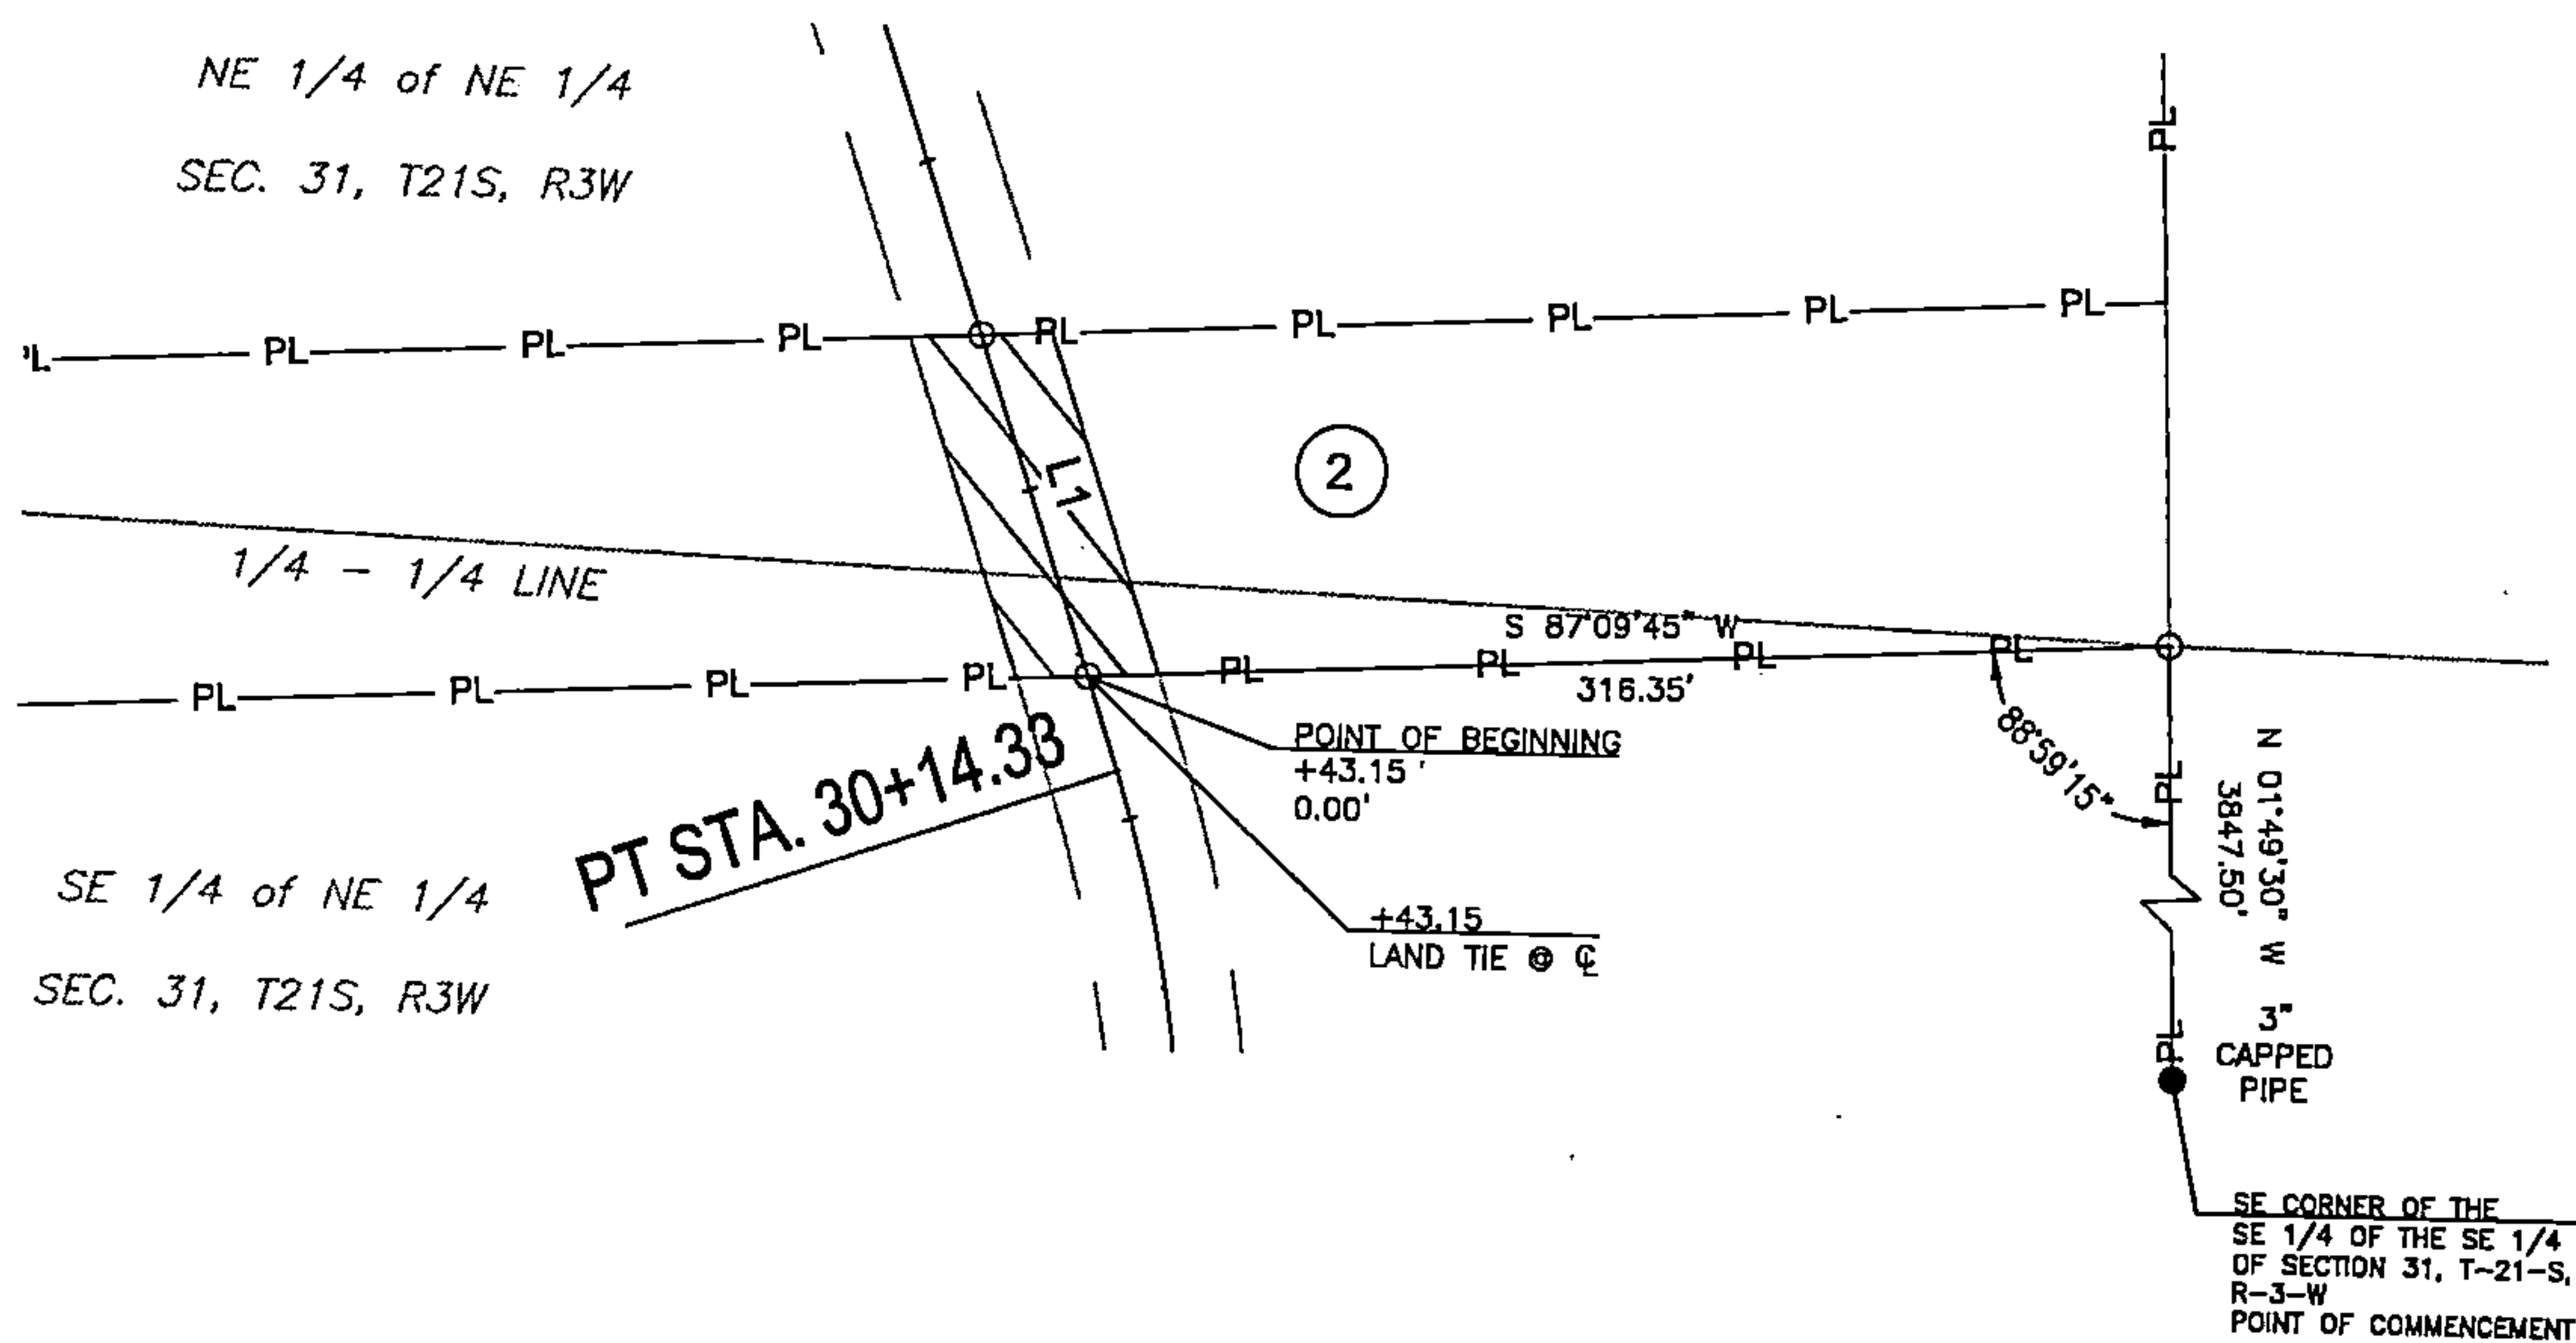 NE 1/4 of NE 1/4
SEC. 31, T21S, R3W
PL
'L
PL
PL
PL
PL
PL
PL
PL
PL
L1
2
1/4 - 1/4 LINE
S 87°09'45" W
PL
PL
PL
PL
PL
PL
PL
PL
316.35'
88°59'15"
PT STA. 30+14.33
POINT OF BEGINNING
+43.15'
0.00'
PL
N 01°49'30" W
3847.50'
SE 1/4 of NE 1/4
SEC. 31, T21S, R3W
+43.15
LAND TIE @ ℄
PL
3"
CAPPED
PIPE
SE CORNER OF THE
SE 1/4 OF THE SE 1/4
OF SECTION 31, T-21-S,
R-3-W
POINT OF COMMENCEMENT